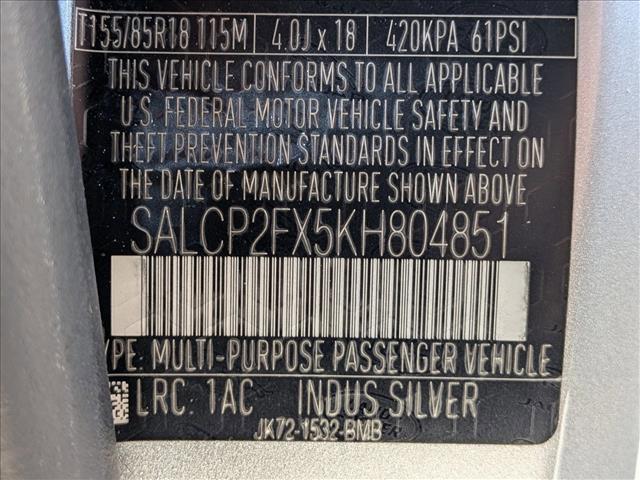 T155/85R18 115M 4.0J x 18 420KPA 61PSI
THIS VEHICLE CONFORMS TO ALL APPLICABLE
U.S. FEDERAL MOTOR VEHICLE SAFETY AND
THEFT PREVENTION STANDARDS IN EFFECT ON
THE DATE OF MANUFACTURE SHOWN ABOVE.
SALCP2FX5KH804851
YPE: MULTI-PURPOSE PASSENGER VEHICLE
LRC: 1AC INDUS SILVER
JK72-1532-BMB